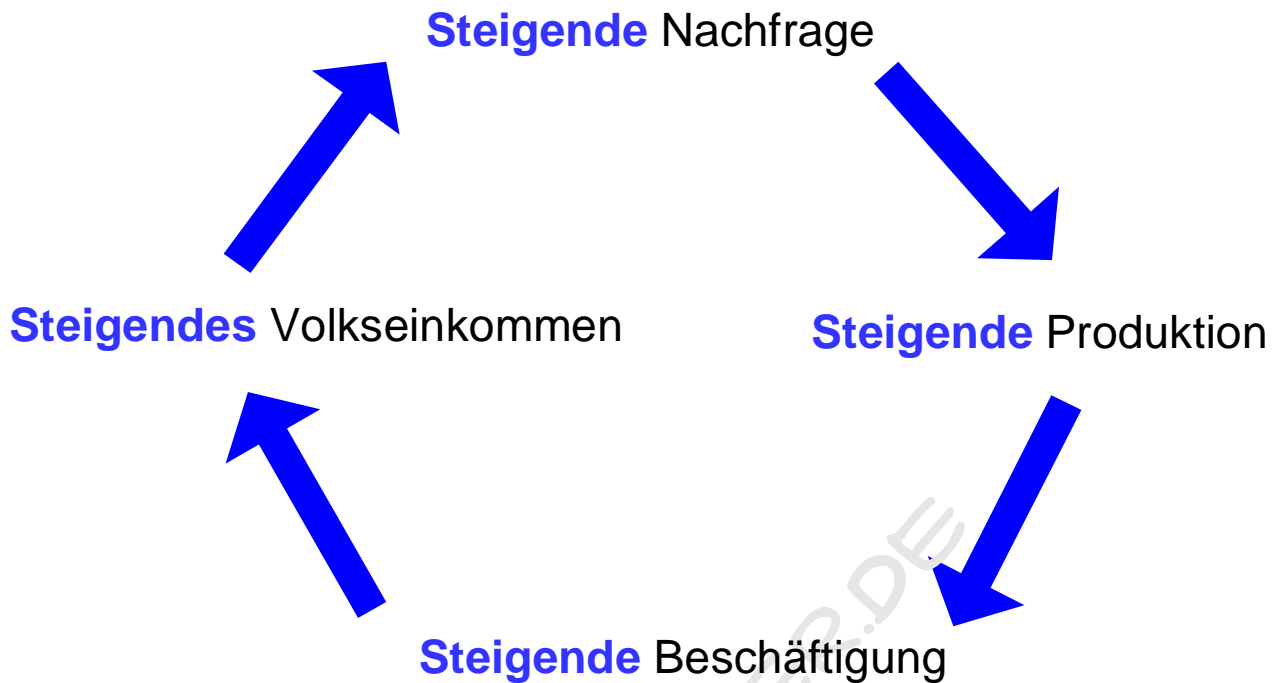 Steigende Nachfrage
Steigendes Volkseinkommen
Steigende Produktion
Steigende Beschäftigung